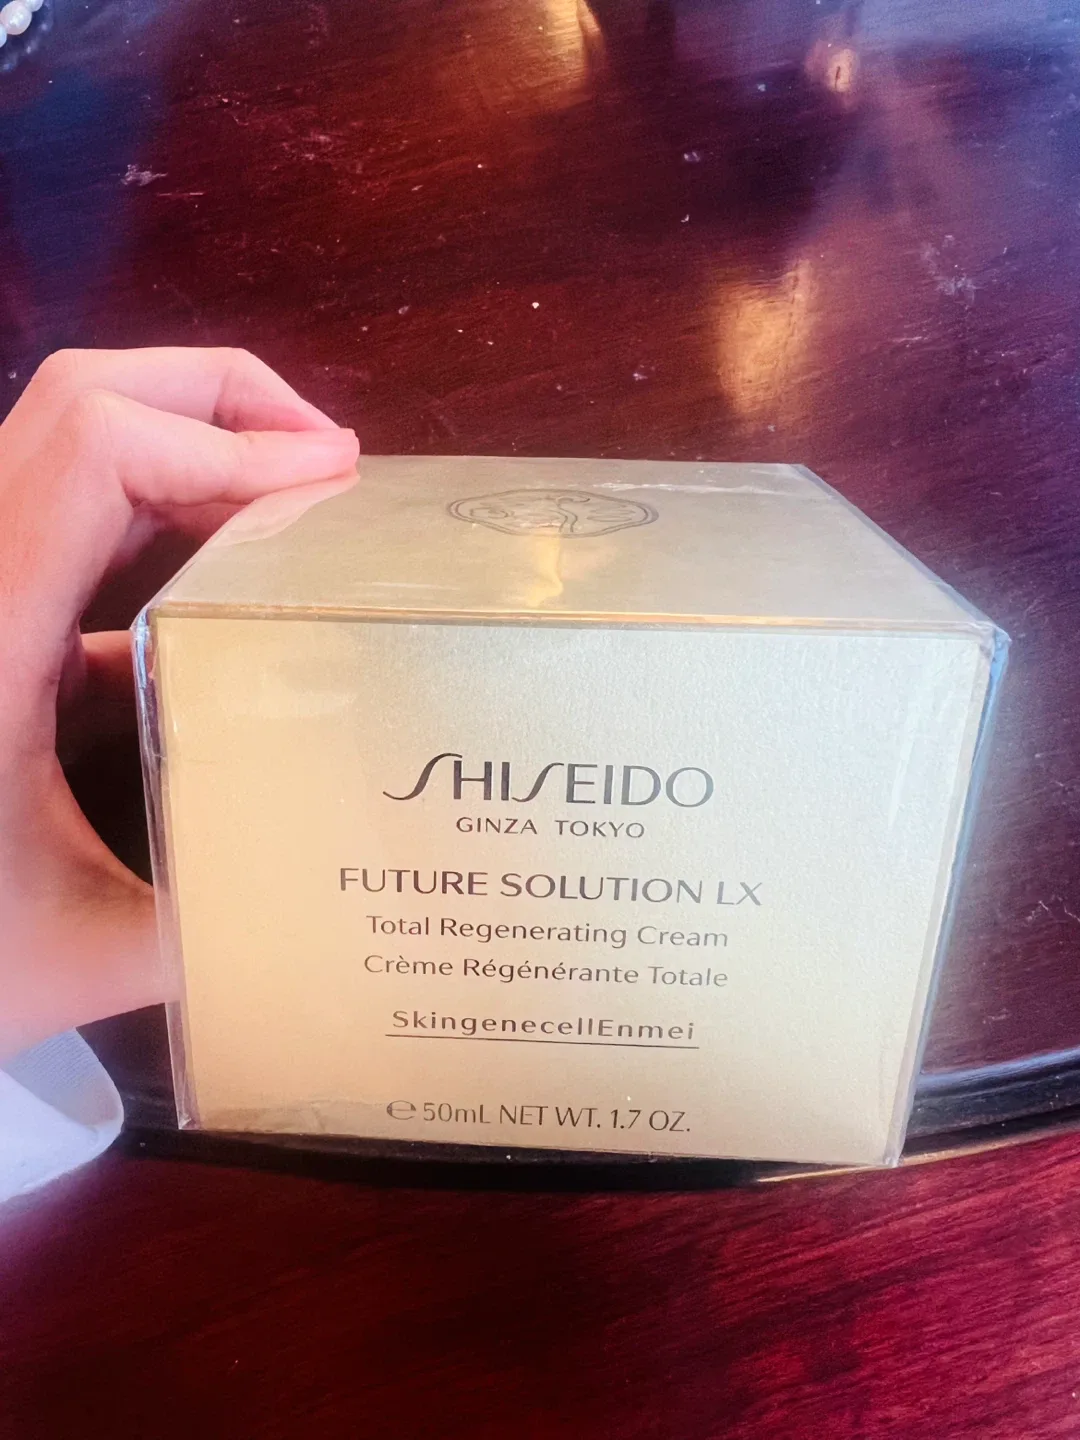 SHISEIDO
GINZA TOKYO
FUTURE SOLUTION LX
Total Regenerating Cream
Crème Régénérante Totale
SkingenecellEnmei
℮ 50mL NET WT. 1.7 OZ.